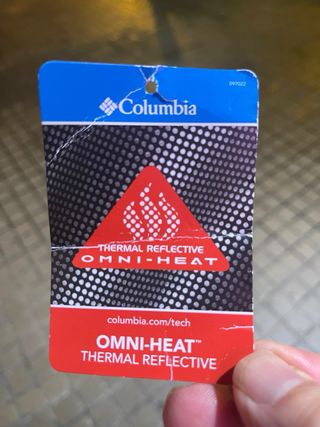 097022
Columbia
THERMAL REFLECTIVE
OMNI-HEAT
columbia.com/tech
OMNI-HEAT™
THERMAL REFLECTIVE